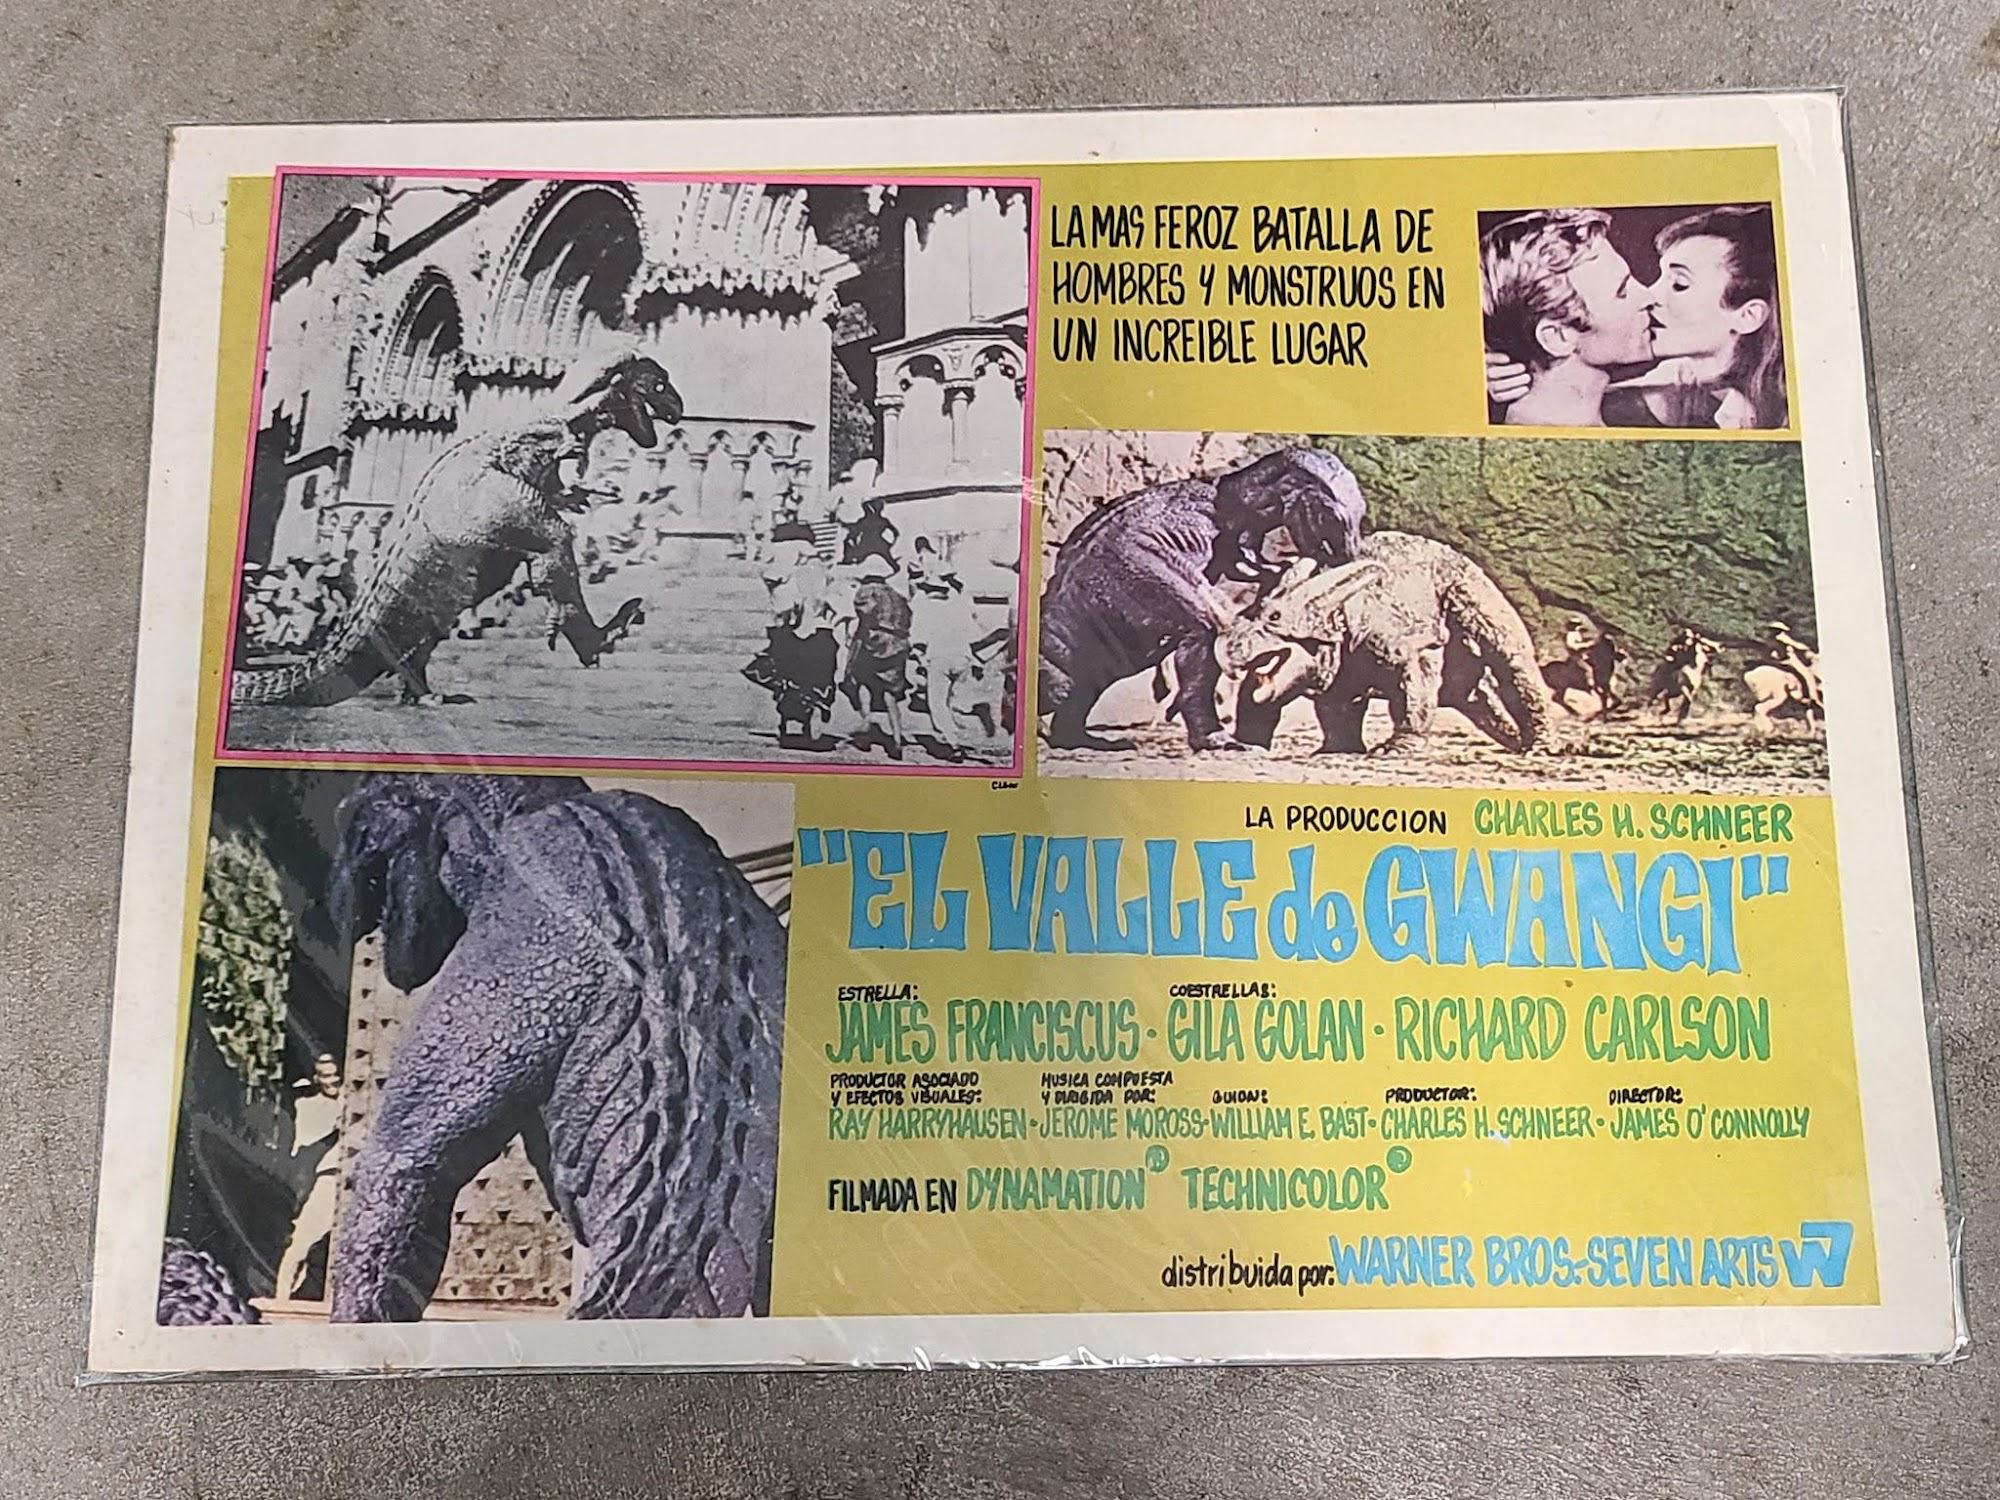 LA MAS FEROZ BATALLA DE
HOMBRES Y MONSTRUOS EN
UN INCREIBLE LUGAR
LA PRODUCCION CHARLES H. SCHNEER
"EL VALLE de GWANGI"
ESTRELLA: COESTRELLAS:
JAMES FRANCISCUS · GILA GOLAN · RICHARD CARLSON
PRODUCTOR ASOCIADO MUSICA COMPUESTA
Y EFECTOS VISUALES: Y DIRIGIDA POR: GUION: PRODUCTOR: DIRECTOR:
RAY HARRYHAUSEN · JEROME MOROSS · WILLIAM E. BAST · CHARLES H. SCHNEER · JAMES O'CONNOLLY
FILMADA EN DYNAMATION® TECHNICOLOR®
distribuida por: WARNER BROS.-SEVEN ARTS W7